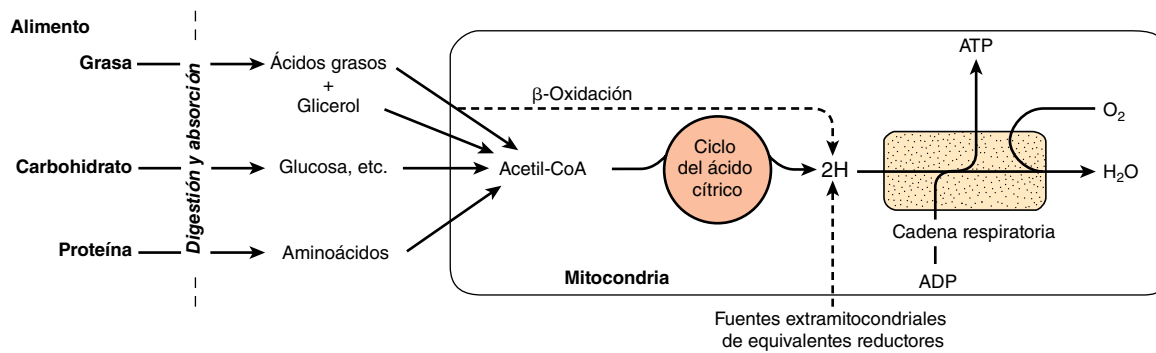 Alimento
Grasa
Carbohidrato
Proteína
Digestión y absorción
Ácidos grasos
+
Glicerol
Glucosa, etc.
Aminoácidos
β-Oxidación
Acetil-CoA
Ciclo
del ácido
cítrico
2H
ATP
O₂
H₂O
Cadena respiratoria
ADP
Mitocondria
Fuentes extramitocondriales
de equivalentes reductores